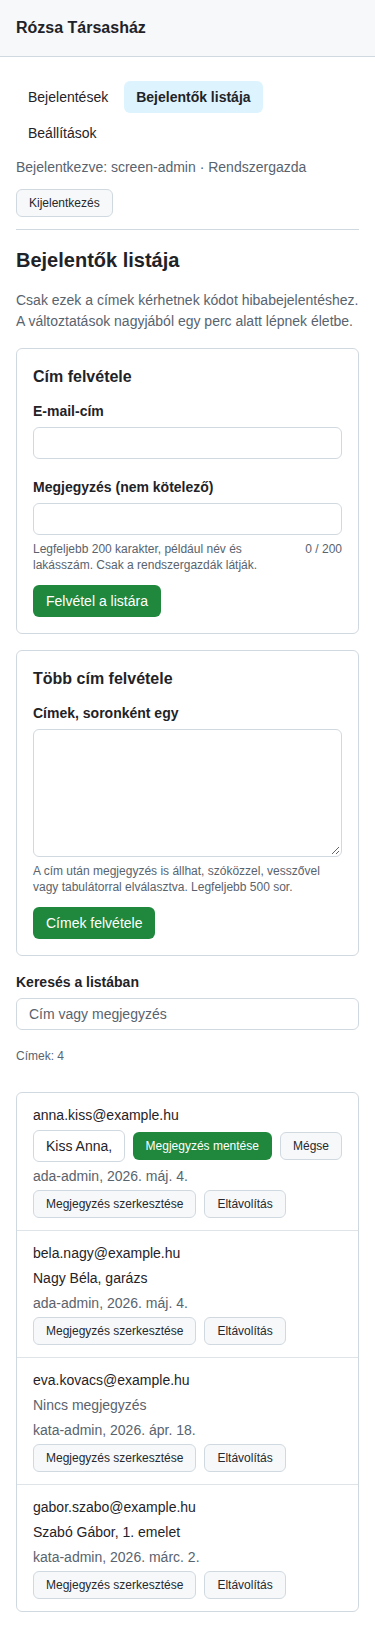 Rózsa Társasház
Bejelentések
Bejelentők listája
Beállítások
Bejelentkezve: screen-admin · Rendszergazda
Kijelentkezés
Bejelentők listája
Csak ezek a címek kérhetnek kódot hibabejelentéshez.
A változtatások nagyjából egy perc alatt lépnek életbe.
Cím felvétele
E-mail-cím
Megjegyzés (nem kötelező)
Legfeljebb 200 karakter, például név és
lakásszám. Csak a rendszergazdák látják.
0 / 200
Felvétel a listára
Több cím felvétele
Címek, soronként egy
A cím után megjegyzés is állhat, szóközzel, vesszővel
vagy tabulátorral elválasztva. Legfeljebb 500 sor.
Címek felvétele
Keresés a listában
Cím vagy megjegyzés
Címek: 4
anna.kiss@example.hu
Kiss Anna,
Megjegyzés mentése
Mégse
ada-admin, 2026. máj. 4.
Megjegyzés szerkesztése
Eltávolítás
bela.nagy@example.hu
Nagy Béla, garázs
ada-admin, 2026. máj. 4.
Megjegyzés szerkesztése
Eltávolítás
eva.kovacs@example.hu
Nincs megjegyzés
kata-admin, 2026. ápr. 18.
Megjegyzés szerkesztése
Eltávolítás
gabor.szabo@example.hu
Szabó Gábor, 1. emelet
kata-admin, 2026. márc. 2.
Megjegyzés szerkesztése
Eltávolítás